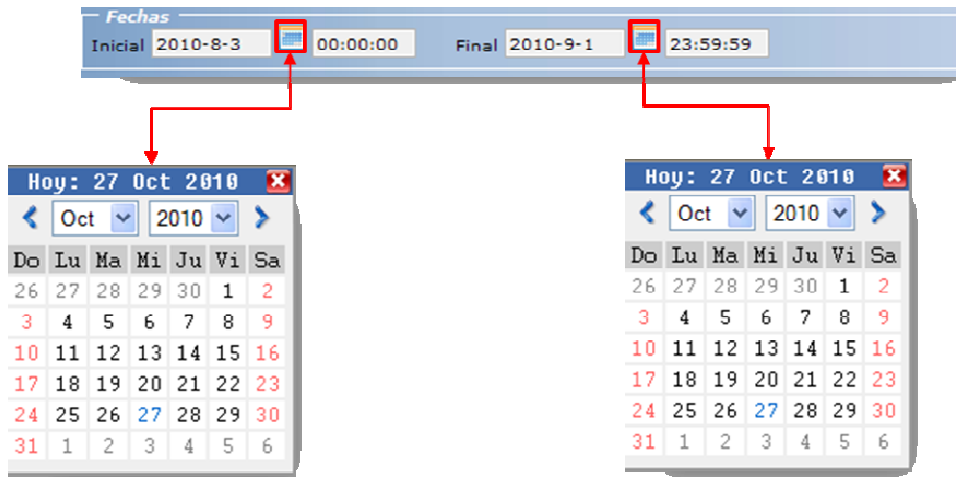 Fechas
Inicial 2010-8-3 00:00:00 Final 2010-9-1 23:59:59
Hoy: 27 Oct 2010
Oct 2010
Do Lu Ma Mi Ju Vi Sa
26 27 28 29 30 1 2
3 4 5 6 7 8 9
10 11 12 13 14 15 16
17 18 19 20 21 22 23
24 25 26 27 28 29 30
31 1 2 3 4 5 6
Hoy: 27 Oct 2010
Oct 2010
Do Lu Ma Mi Ju Vi Sa
26 27 28 29 30 1 2
3 4 5 6 7 8 9
10 11 12 13 14 15 16
17 18 19 20 21 22 23
24 25 26 27 28 29 30
31 1 2 3 4 5 6